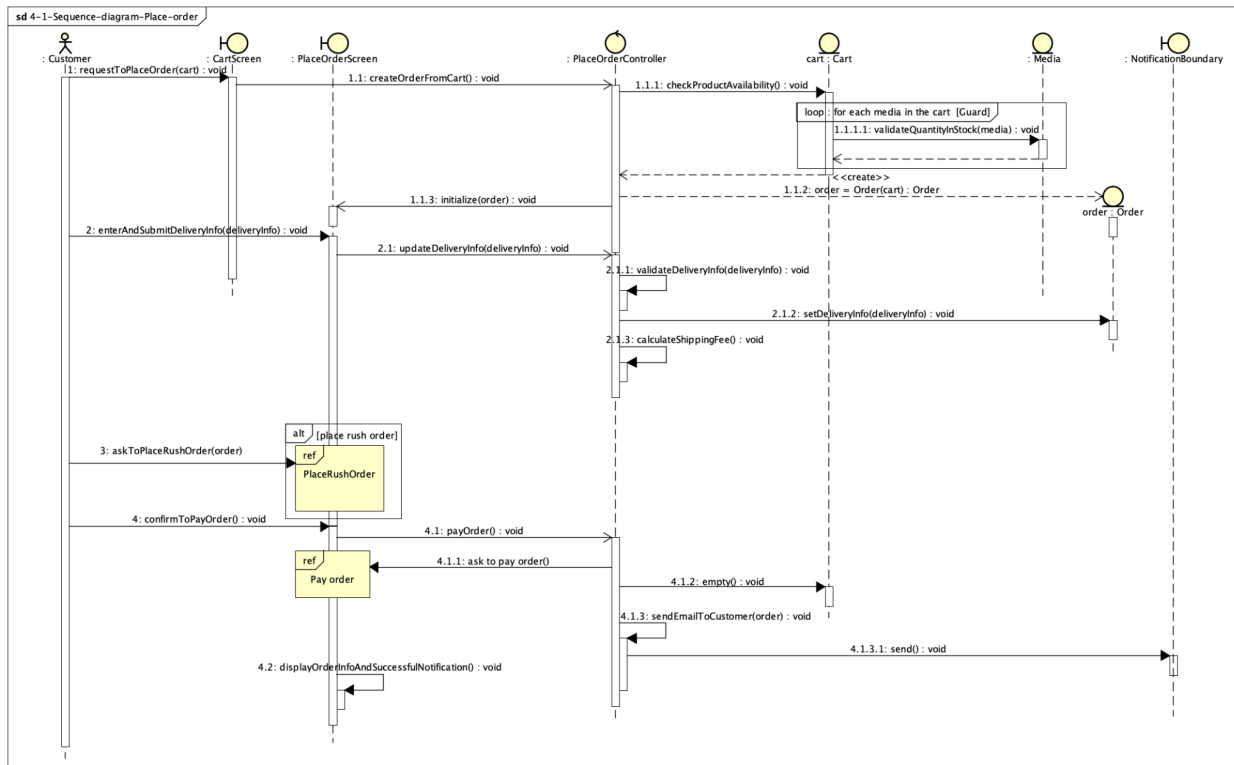 sd 4-1-Sequence-diagram-Place-order
: Customer
: CartScreen
: PlaceOrderScreen
: PlaceOrderController
cart : Cart
: Media
: NotificationBoundary
1: requestToPlaceOrder(cart) : void
1.1: createOrderFromCart() : void
1.1.1: checkProductAvailability() : void
loop : for each media in the cart [Guard]
1.1.1.1: validateQuantityInStock(media) : void
<<create>>
1.1.2: order = Order(cart) : Order
1.1.3: initialize(order) : void
order : Order
2: enterAndSubmitDeliveryInfo(deliveryInfo) : void
2.1: updateDeliveryInfo(deliveryInfo) : void
2.1.1: validateDeliveryInfo(deliveryInfo) : void
2.1.2: setDeliveryInfo(deliveryInfo) : void
2.1.3: calculateShippingFee() : void
alt [place rush order]
3: askToPlaceRushOrder(order)
ref
PlaceRushOrder
4: confirmToPayOrder() : void
4.1: payOrder() : void
ref
Pay order
4.1.1: ask to pay order()
4.1.2: empty() : void
4.1.3: sendEmailToCustomer(order) : void
4.1.3.1: send() : void
4.2: displayOrderInfoAndSuccessfulNotification() : void